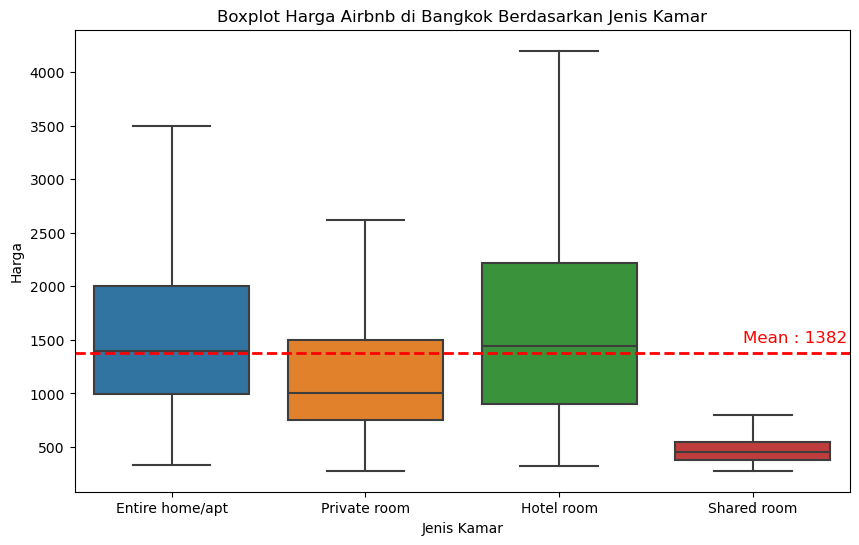 Boxplot Harga Airbnb di Bangkok Berdasarkan Jenis Kamar
Harga
4000
3500
3000
2500
2000
1500
1000
500
Mean : 1382
Entire home/apt
Private room
Hotel room
Shared room
Jenis Kamar